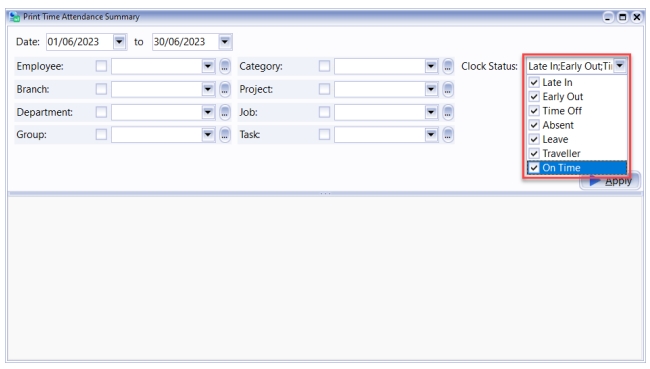 Print Time Attendance Summary
Date: 01/06/2023 to 30/06/2023
Employee: Category: Clock Status: Late In;Early Out;Ti
Branch: Project:
Department: Job:
Group: Task:
Late In
Early Out
Time Off
Absent
Leave
Traveller
On Time
Apply